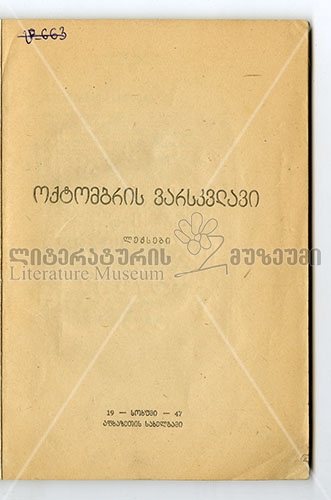 ოქტომბრის ვარსკვლავი
ლექსები
ლიტერატურის მუზეუმი
Literature Museum
19 — სოხუმი — 47
აფხაზეთის სახელგამი